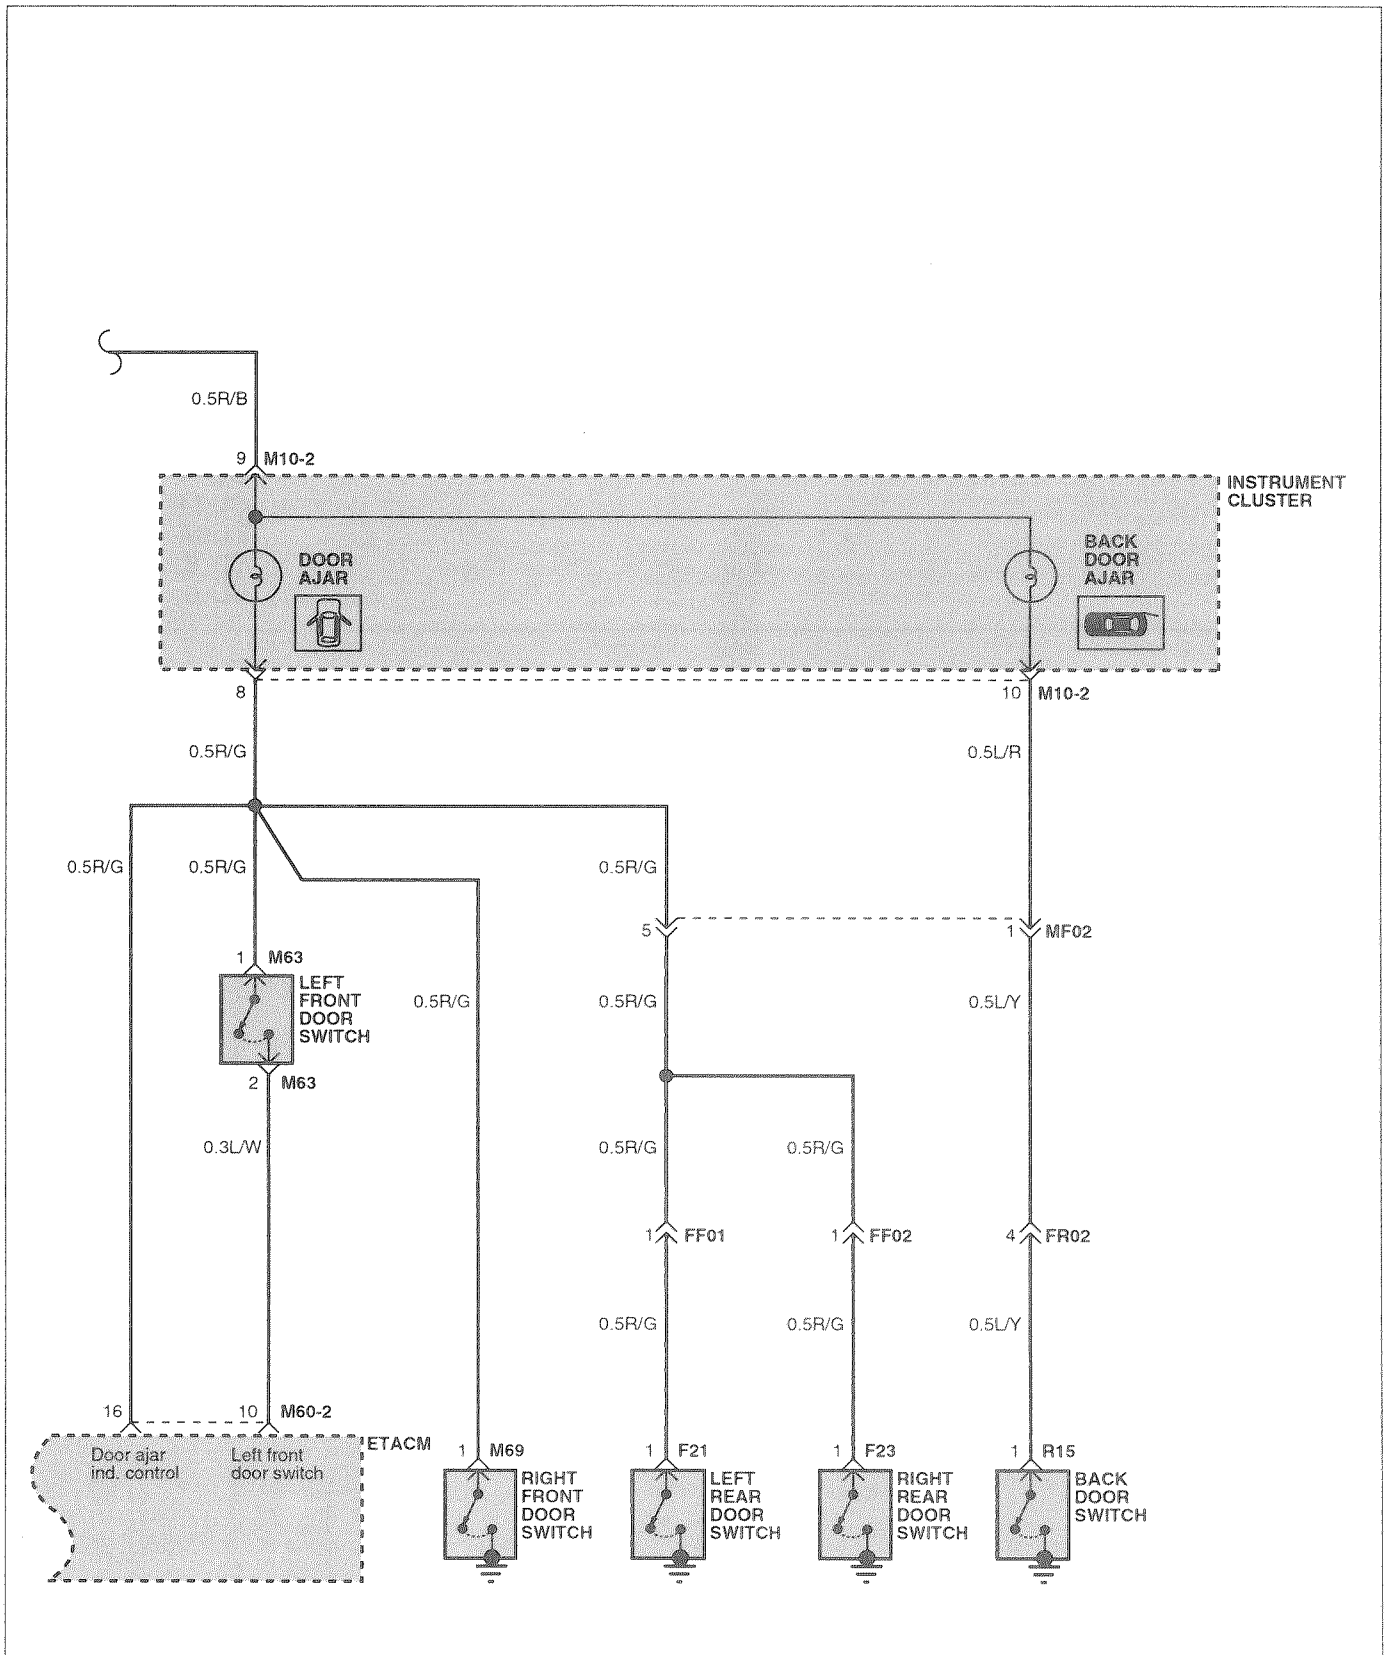 0.5R/B
9 M10-2
INSTRUMENT
CLUSTER
DOOR
AJAR
BACK
DOOR
AJAR
8
10 M10-2
0.5R/G
0.5L/R
0.5R/G
0.5R/G
0.5R/G
5
1 MF02
1 M63
LEFT
FRONT
DOOR
SWITCH
0.5R/G
0.5R/G
0.5L/Y
2 M63
0.3L/W
0.5R/G
0.5R/G
1 FF01
1 FF02
4 FR02
0.5R/G
0.5R/G
0.5L/Y
16
10 M60-2
ETACM
Door ajar
ind. control
Left front
door switch
1 M69
RIGHT
FRONT
DOOR
SWITCH
1 F21
LEFT
REAR
DOOR
SWITCH
1 F23
RIGHT
REAR
DOOR
SWITCH
1 R15
BACK
DOOR
SWITCH